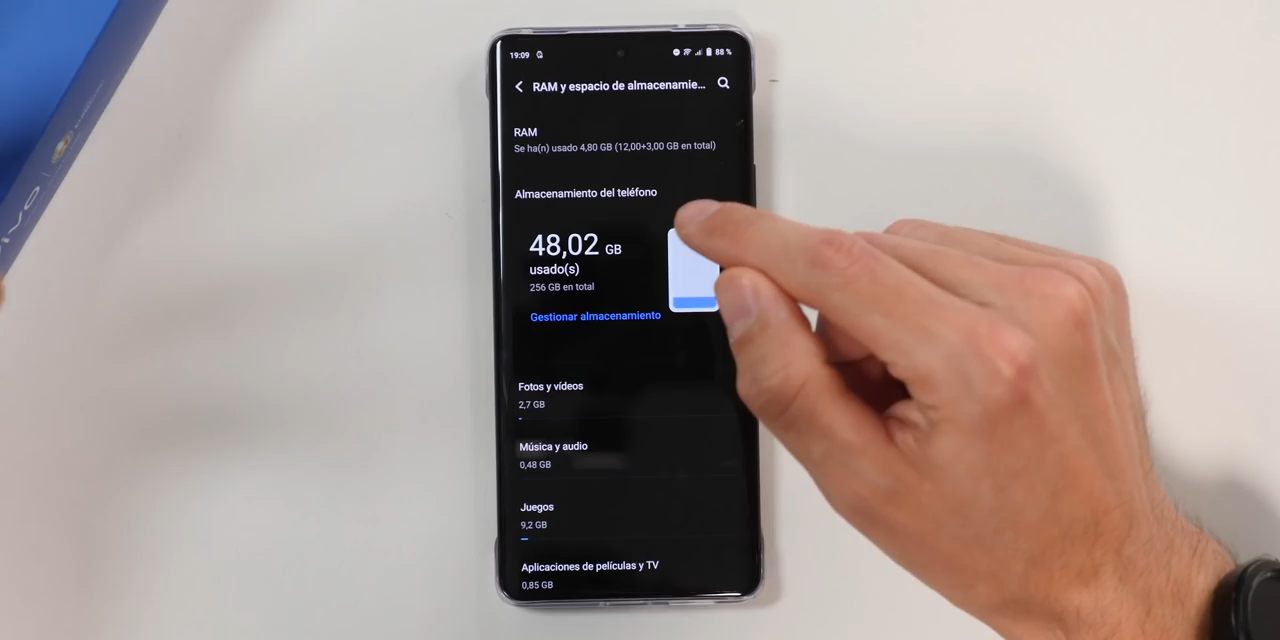 vivo
19:09
88 %
RAM y espacio de almacenamie...
RAM
Se ha(n) usado 4,80 GB (12,00+3,00 GB en total)
Almacenamiento del teléfono
48,02 GB
usado(s)
256 GB en total
Gestionar almacenamiento
Fotos y vídeos
2,7 GB
Música y audio
0,48 GB
Juegos
9,2 GB
Aplicaciones de películas y TV
0,85 GB